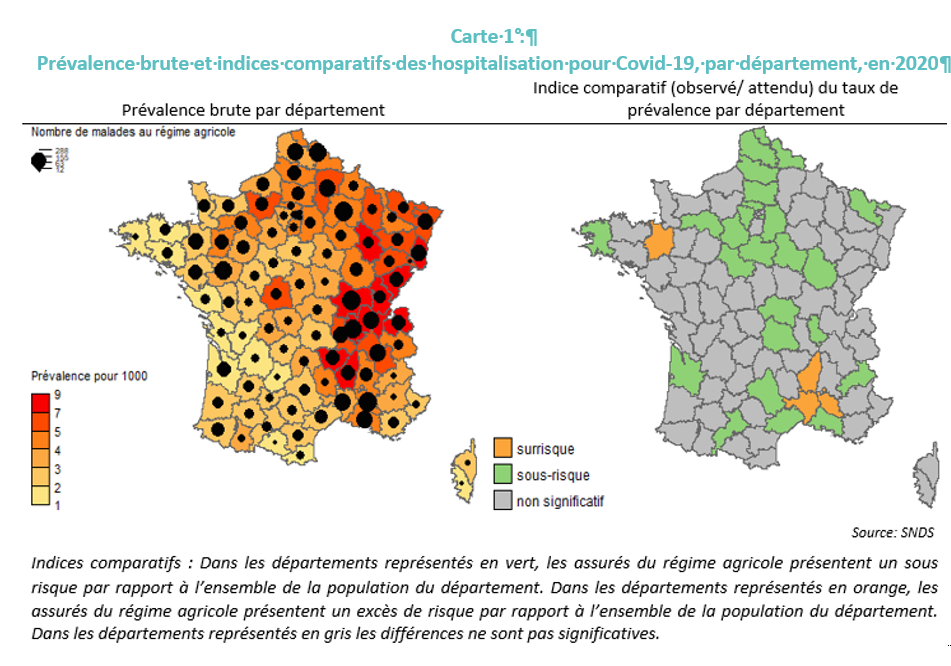 Carte·1°:¶
Prévalence·brute·et·indices·comparatifs·des·hospitalisation·pour·Covid-19,·par·département,·en·2020¶
Prévalence brute par département
Indice comparatif (observé/ attendu) du taux de
prévalence par département
Nombre de malades au régime agricole
288
155
63
12
Prévalence pour 1000
9
7
5
4
3
2
1
surrisque
sous-risque
non significatif
Source: SNDS
Indices comparatifs : Dans les départements représentés en vert, les assurés du régime agricole présentent un sous
risque par rapport à l’ensemble de la population du département. Dans les départements représentés en orange, les
assurés du régime agricole présentent un excès de risque par rapport à l’ensemble de la population du département.
Dans les départements représentés en gris les différences ne sont pas significatives.